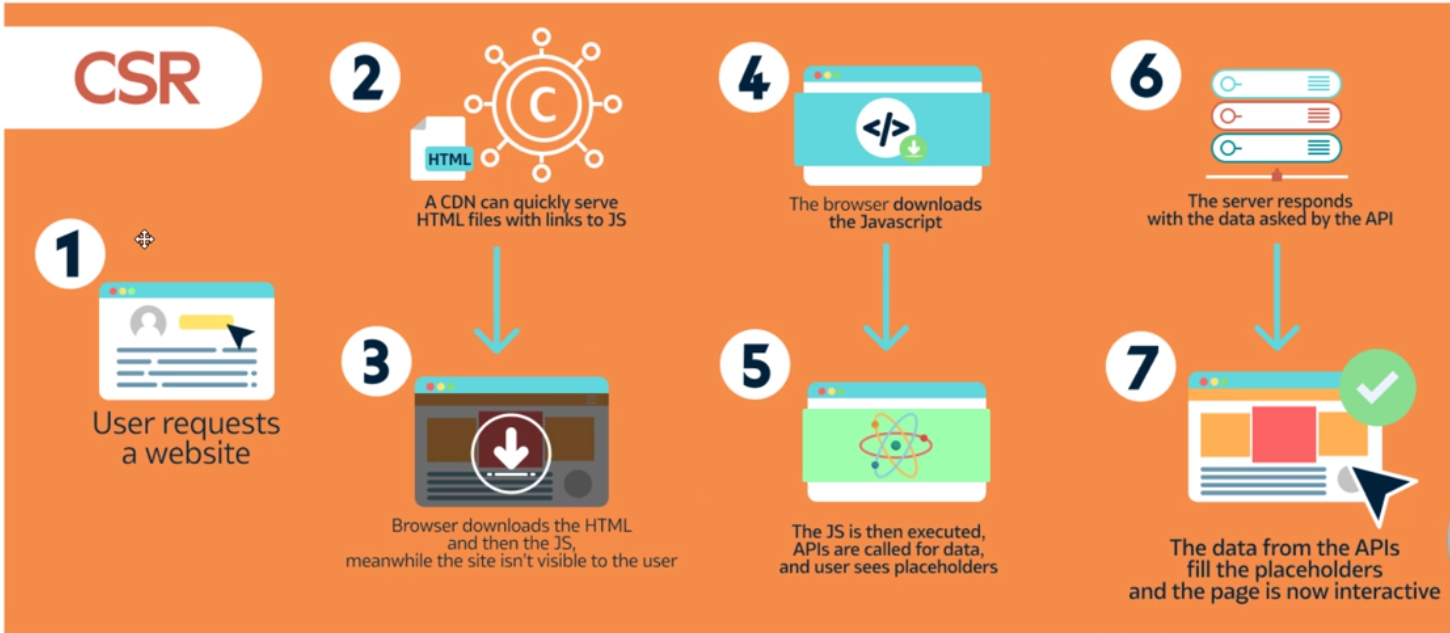 CSR
1
User requests
a website
2
C
HTML
A CDN can quickly serve
HTML files with links to JS
3
Browser downloads the HTML
and then the JS,
meanwhile the site isn't visible to the user
4
</>
The browser downloads
the Javascript
5
The JS is then executed,
APIs are called for data,
and user sees placeholders
6
The server responds
with the data asked by the API
7
The data from the APIs
fill the placeholders
and the page is now interactive